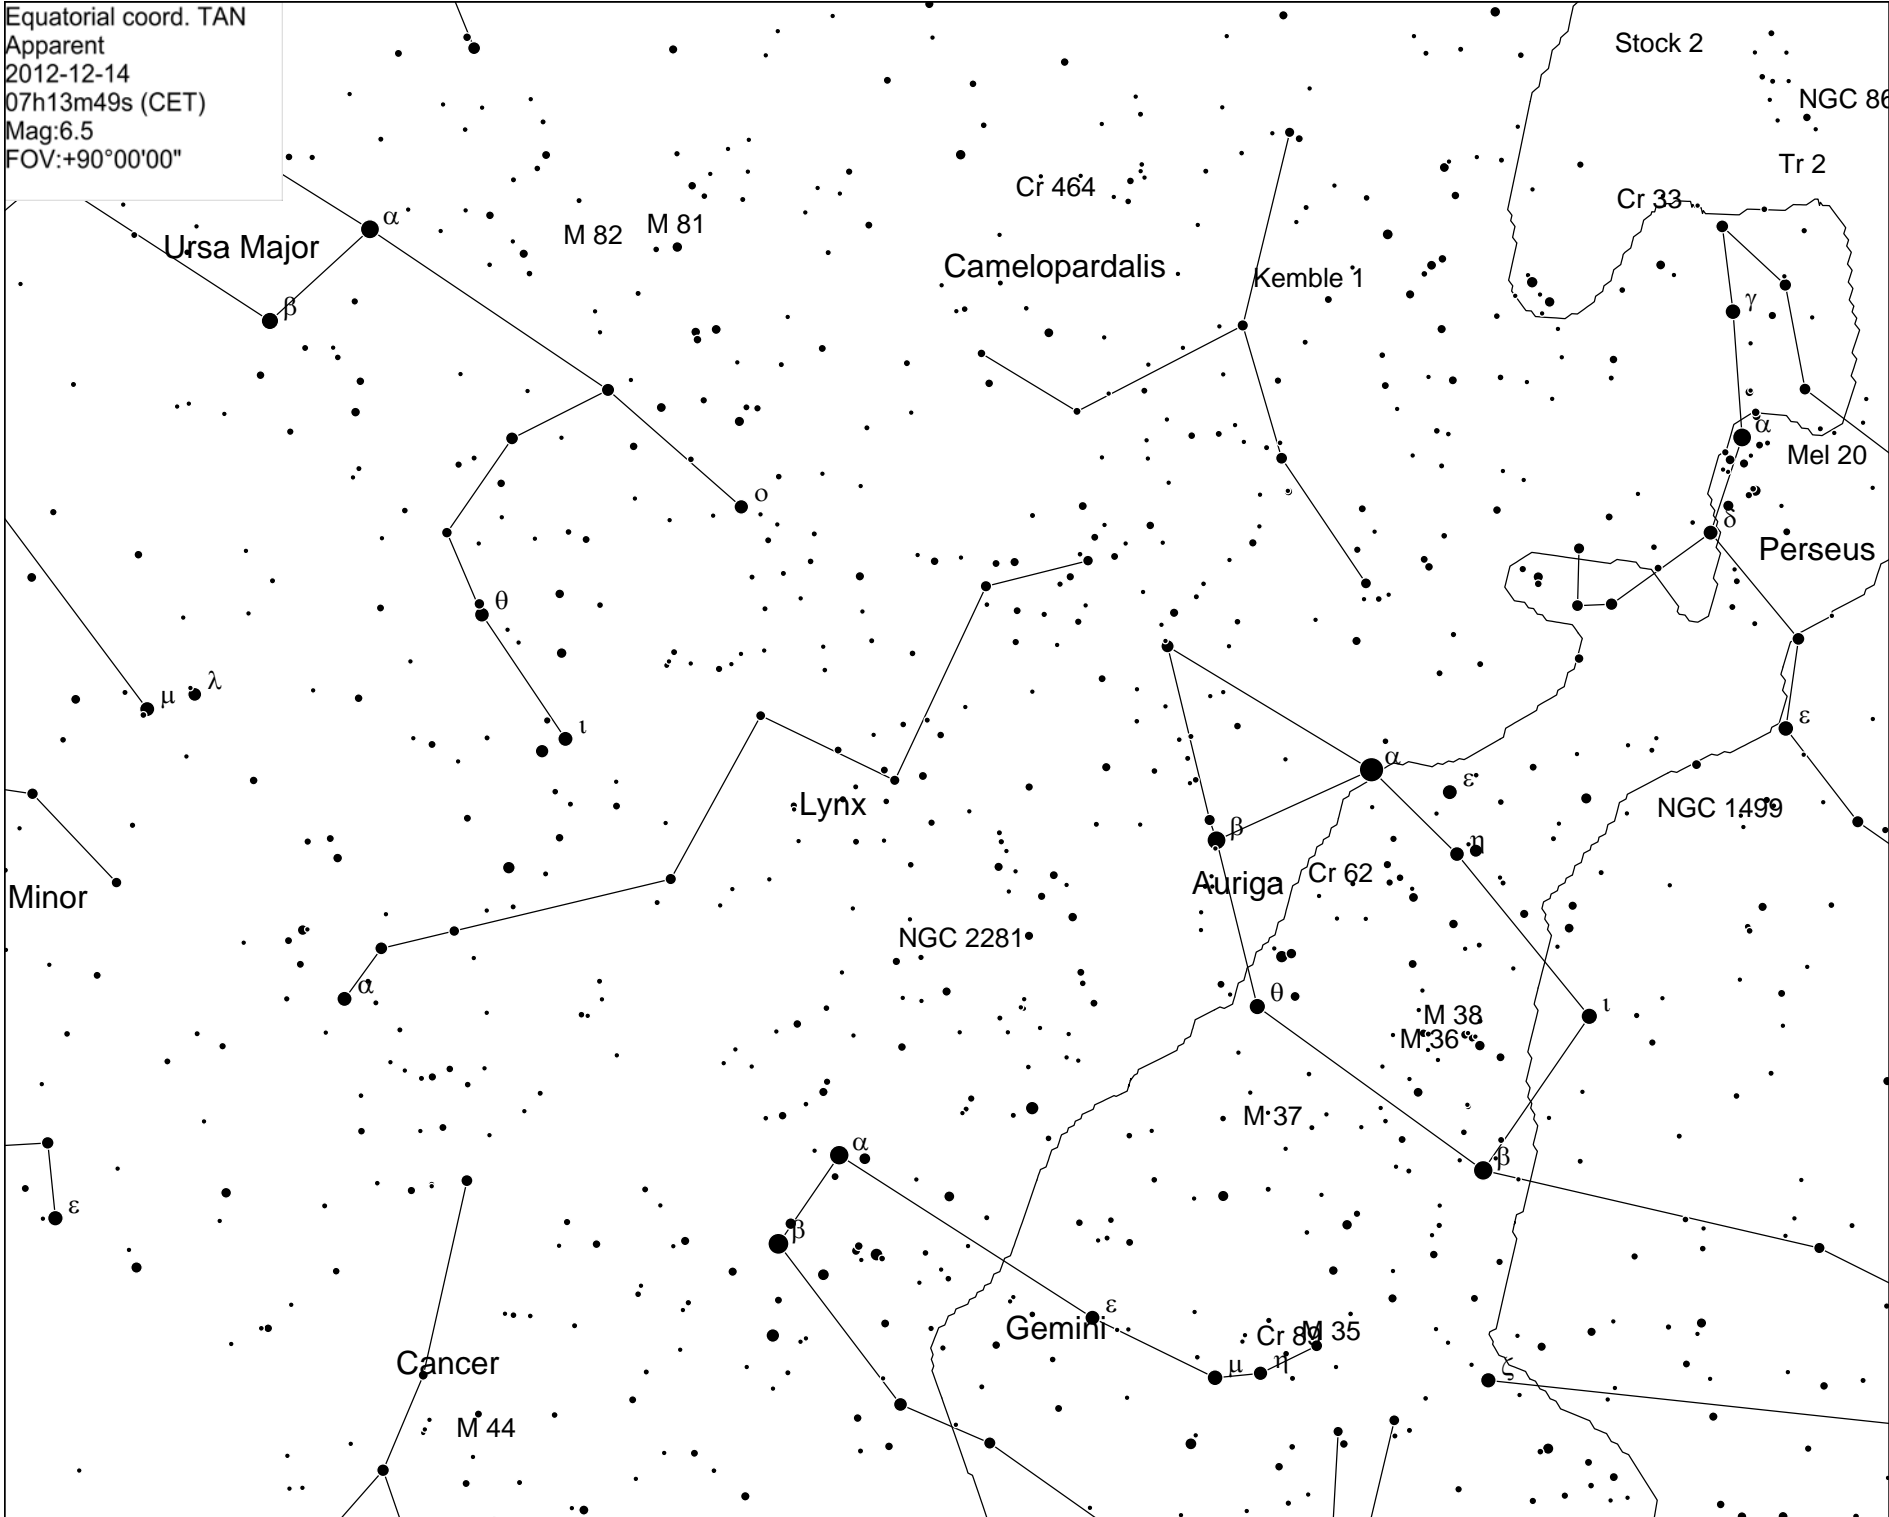 Equatorial coord. TAN
Apparent
2012-12-14
07h13m49s (CET)
Mag:6.5
FOV:+90°00'00"
Stock 2
NGC 86
Tr 2
Cr 464
Cr 33
α
M 82
M 81
Ursa Major
Camelopardalis
Kemble 1
β
γ
α
Mel 20
ο
δ
Perseus
θ
μ
λ
ι
ε
α
ε
Lynx
NGC 1499
β
η
Auriga
Cr 62
Minor
NGC 2281
α
θ
ι
M 38
M 36
M 37
α
β
ε
β
ε
Gemini
Cr 89
M 35
μ
η
Cancer
ζ
M 44